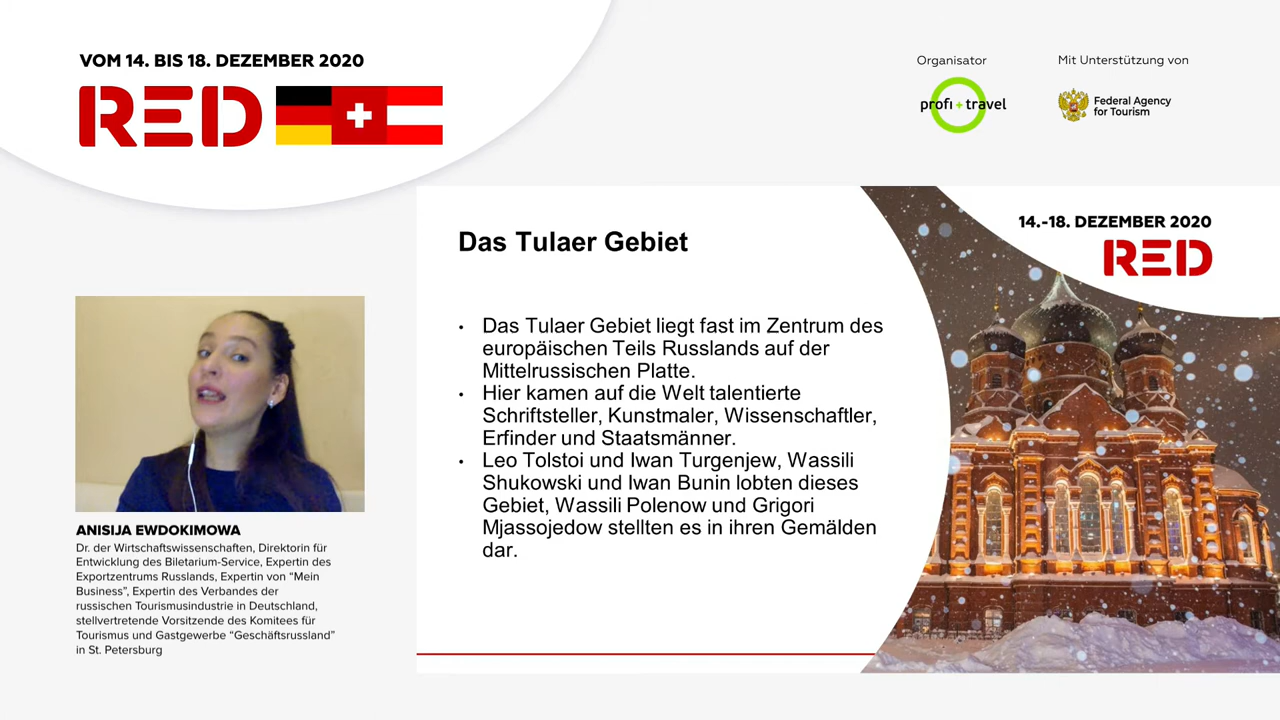 VOM 14. BIS 18. DEZEMBER 2020
RED
Organisator
profi + travel
Mit Unterstützung von
Federal Agency
for Tourism
14.-18. DEZEMBER 2020
RED
Das Tulaer Gebiet
• Das Tulaer Gebiet liegt fast im Zentrum des
europäischen Teils Russlands auf der
Mittelrussischen Platte.
• Hier kamen auf die Welt talentierte
Schriftsteller, Kunstmaler, Wissenschaftler,
Erfinder und Staatsmänner.
• Leo Tolstoi und Iwan Turgenjew, Wassili
Shukowski und Iwan Bunin lobten dieses
Gebiet, Wassili Polenow und Grigori
Mjassojedow stellten es in ihren Gemälden
dar.
ANISIJA EWDOKIMOWA
Dr. der Wirtschaftswissenschaften, Direktorin für
Entwicklung des Biletarium-Service, Expertin des
Exportzentrums Russlands, Expertin von “Mein
Business”, Expertin des Verbandes der
russischen Tourismusindustrie in Deutschland,
stellvertretende Vorsitzende des Komitees für
Tourismus und Gastgewerbe “Geschäftsrussland”
in St. Petersburg